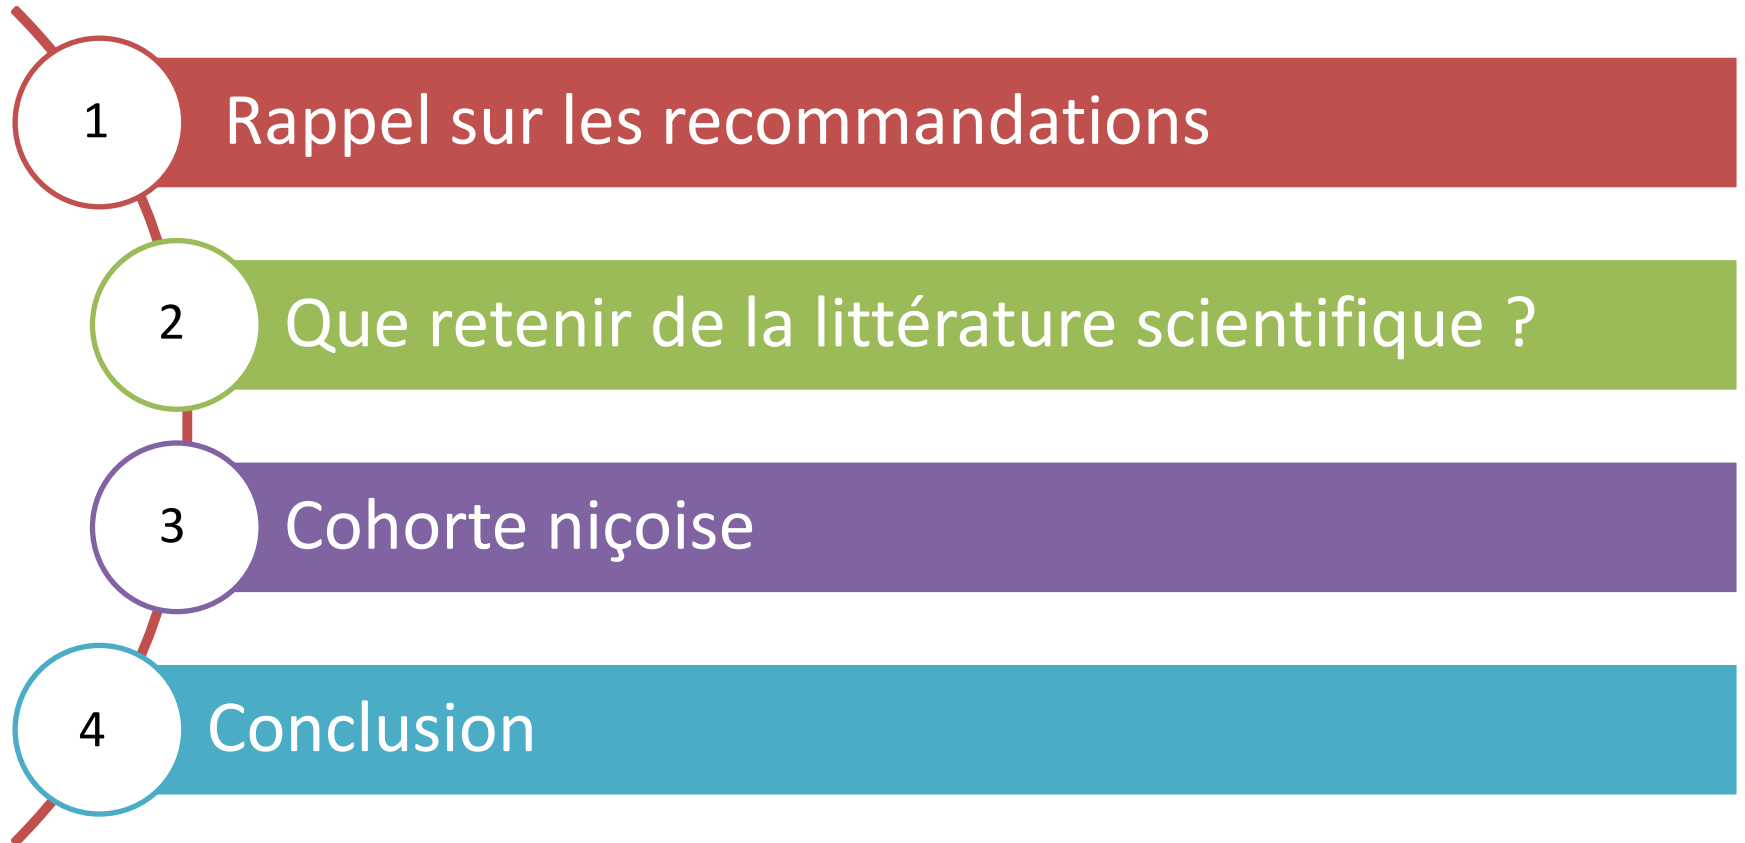 1 Rappel sur les recommandations
2 Que retenir de la littérature scientifique ?
3 Cohorte niçoise
4 Conclusion